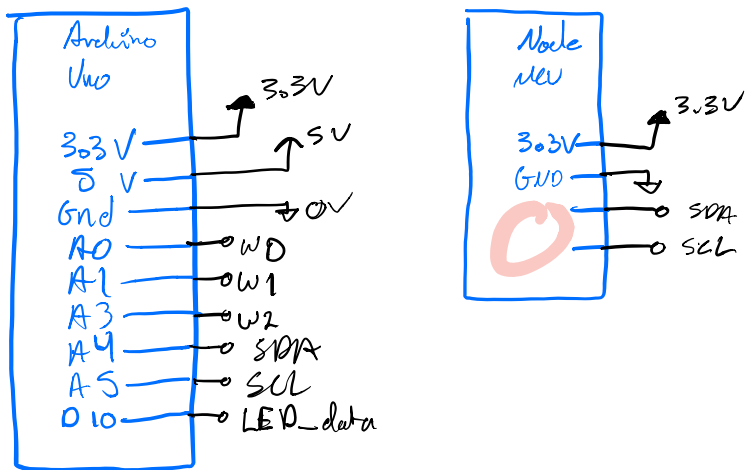 Arduino
Uno
3.3V
3.3V
5V
5V
Gnd
0V
A0
W0
A1
W1
A3
W2
A4
SDA
A5
SCL
D10
LED_data
Node
MCU
3.3V
3.3V
GND
SDA
SCL